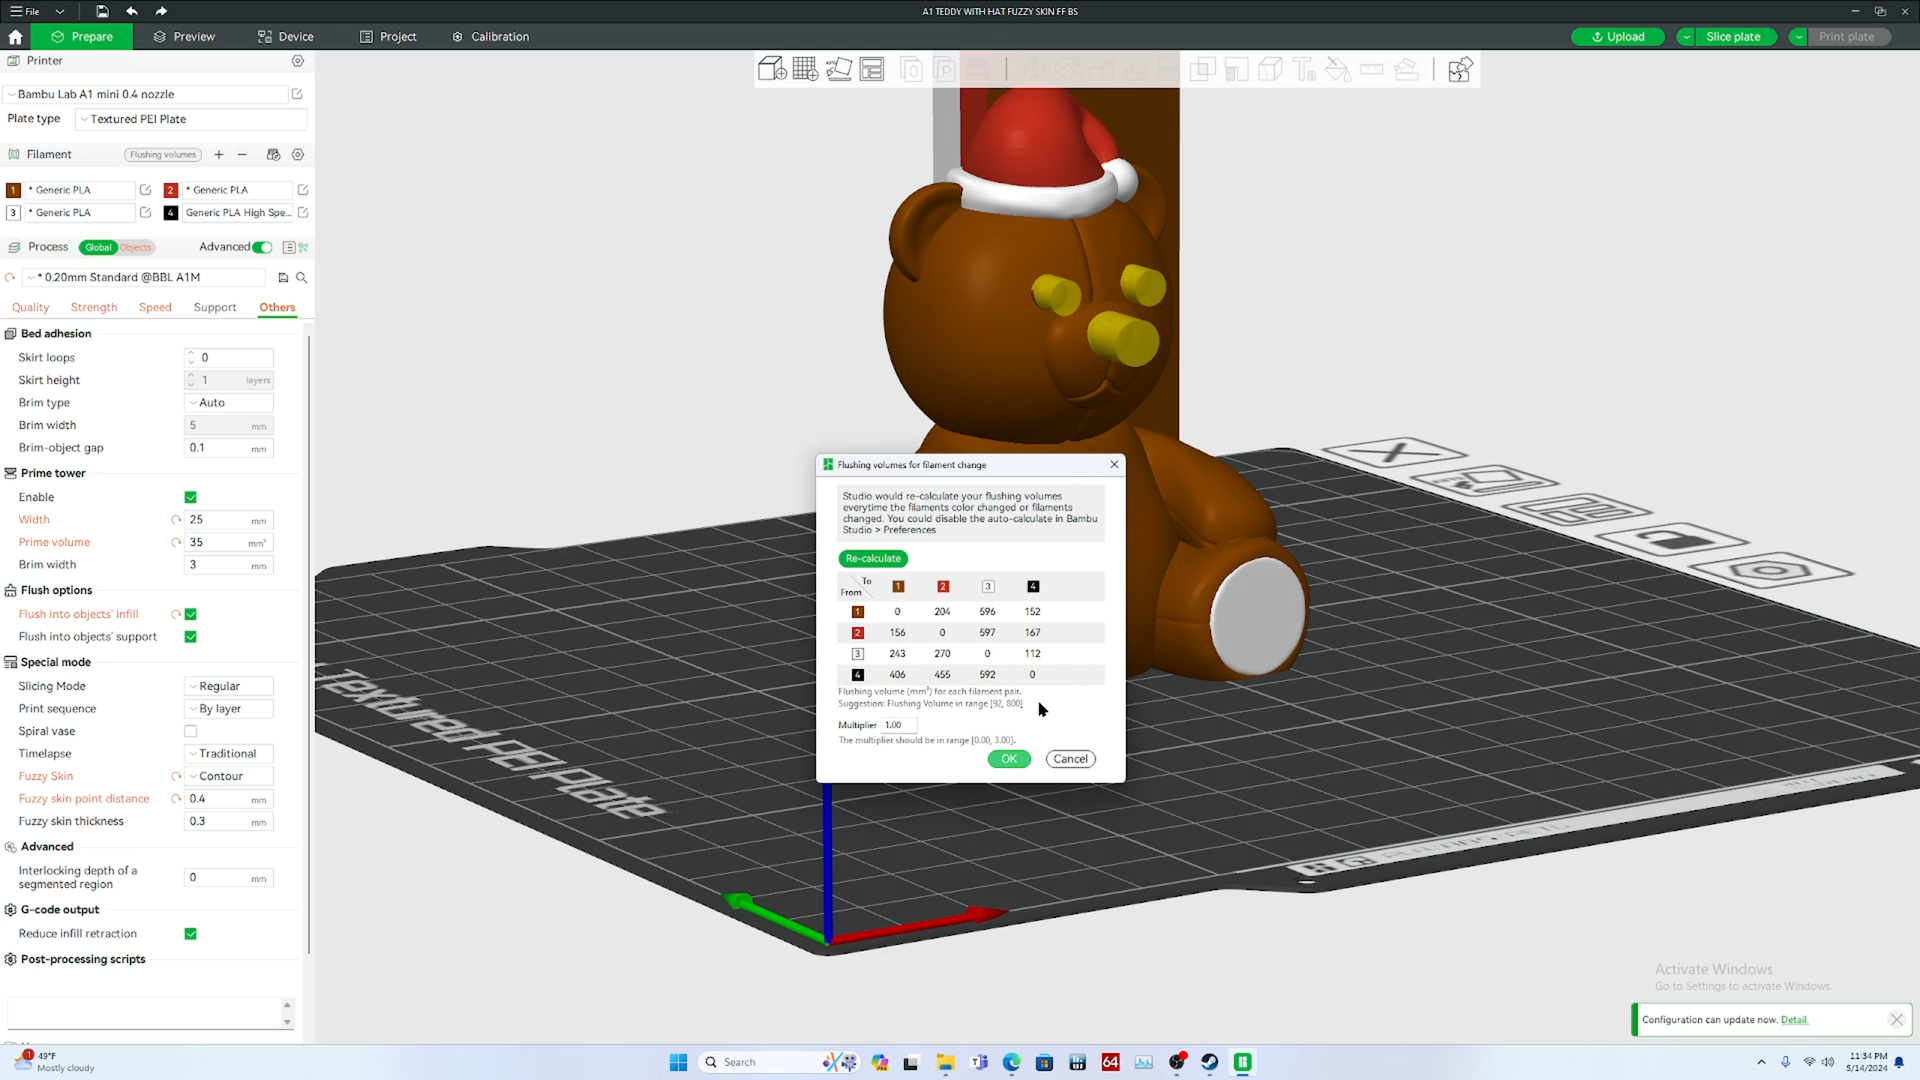 File
A1 TEDDY WITH HAT FUZZY SKIN FF BS
Prepare
Preview
Device
Project
Calibration
Upload
Slice plate
Print plate
Printer
Bambu Lab A1 mini 0.4 nozzle
Plate type
Textured PEI Plate
Filament
Flushing volumes
1 * Generic PLA
2 * Generic PLA
3 * Generic PLA
4 Generic PLA High Spe...
Process
Global
Objects
Advanced
* 0.20mm Standard @BBL A1M
Quality
Strength
Speed
Support
Others
Bed adhesion
Skirt loops 0
Skirt height 1 layers
Brim type Auto
Brim width 5 mm
Brim-object gap 0.1 mm
Prime tower
Enable
Width 25 mm
Prime volume 35 mm³
Brim width 3 mm
Flush options
Flush into objects' infill
Flush into objects' support
Special mode
Slicing Mode Regular
Print sequence By layer
Spiral vase
Timelapse Traditional
Fuzzy Skin Contour
Fuzzy skin point distance 0.4 mm
Fuzzy skin thickness 0.3 mm
Advanced
Interlocking depth of a
segmented region 0 mm
G-code output
Reduce infill retraction
Post-processing scripts
Flushing volumes for filament change
Studio would re-calculate your flushing volumes
everytime the filaments color changed or filaments
changed. You could disable the auto-calculate in Bambu
Studio > Preferences
Re-calculate
To
From
1 2 3 4
1 0 204 596 152
2 156 0 597 167
3 243 270 0 112
4 406 455 592 0
Flushing volume (mm³) for each filament pair.
Suggestion: Flushing Volume in range [92, 800]
Multiplier 1.00
The multiplier should be in range [0.00, 3.00].
OK
Cancel
Textured PEI Plate
Activate Windows
Go to Settings to activate Windows.
Configuration can update now. Detail.
1
49°F
Mostly cloudy
Search
64
11:34 PM
5/14/2024